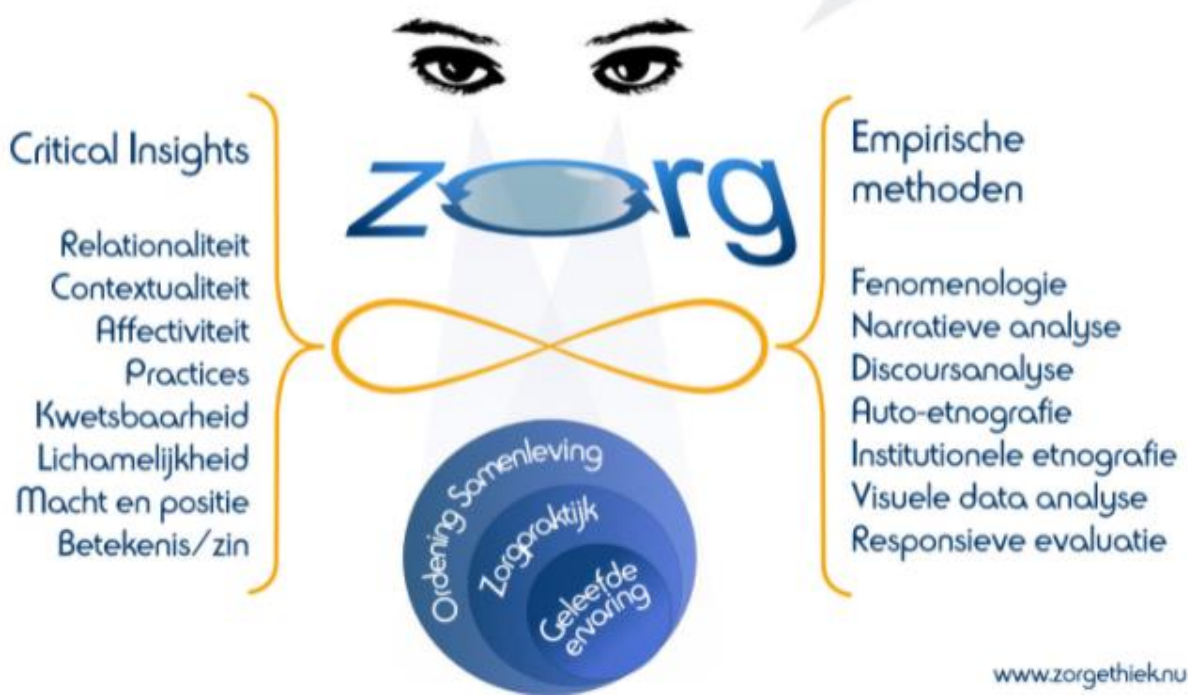 Critical Insights
Relationaliteit
Contextualiteit
Affectiviteit
Practices
Kwetsbaarheid
Lichamelijkheid
Macht en positie
Betekenis/zin
zorg
Ordening Samenleving
Zorgpraktijk
Geleefde
ervaring
Empirische
methoden
Fenomenologie
Narratieve analyse
Discoursanalyse
Auto-etnografie
Institutionele etnografie
Visuele data analyse
Responsieve evaluatie
www.zorgethiek.nu